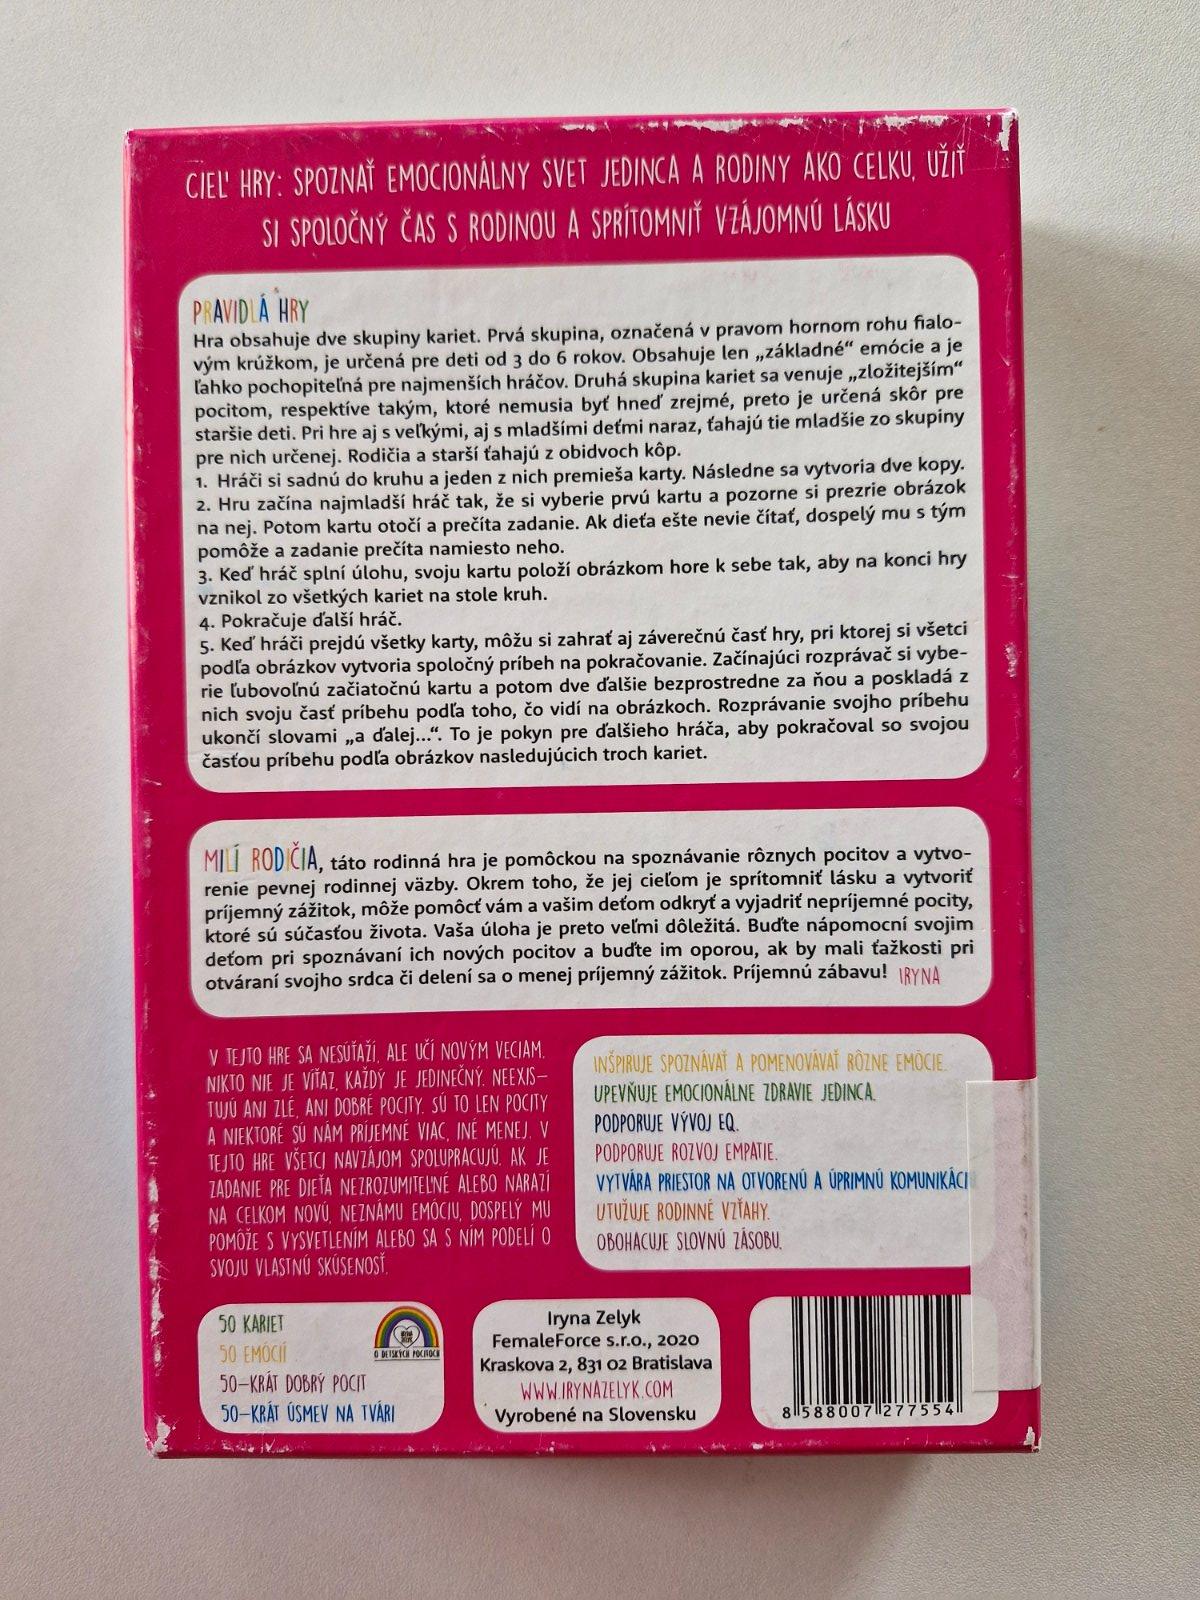 CIEĽ HRY: SPOZNAŤ EMOCIONÁLNY SVET JEDINCA A RODINY AKO CELKU, UŽIŤ
SI SPOLOČNÝ ČAS S RODINOU A SPRÍTOMNIŤ VZÁJOMNÚ LÁSKU
PRAVIDLÁ HRY
Hra obsahuje dve skupiny kariet. Prvá skupina, označená v pravom hornom rohu fialo-
vým krúžkom, je určená pre deti od 3 do 6 rokov. Obsahuje len „základné“ emócie a je
ľahko pochopiteľná pre najmenších hráčov. Druhá skupina kariet sa venuje „zložitejším“
pocitom, respektíve takým, ktoré nemusia byť hneď zrejmé, preto je určená skôr pre
staršie deti. Pri hre aj s veľkými, aj s mladšími deťmi naraz, ťahajú tie mladšie zo skupiny
pre nich určenej. Rodičia a starší ťahajú z obidvoch kôp.
1. Hráči si sadnú do kruhu a jeden z nich premieša karty. Následne sa vytvoria dve kopy.
2. Hru začína najmladší hráč tak, že si vyberie prvú kartu a pozorne si prezrie obrázok
na nej. Potom kartu otočí a prečíta zadanie. Ak dieťa ešte nevie čítať, dospelý mu s tým
pomôže a zadanie prečíta namiesto neho.
3. Keď hráč splní úlohu, svoju kartu položí obrázkom hore k sebe tak, aby na konci hry
vznikol zo všetkých kariet na stole kruh.
4. Pokračuje ďalší hráč.
5. Keď hráči prejdú všetky karty, môžu si zahrať aj záverečnú časť hry, pri ktorej si všetci
podľa obrázkov vytvoria spoločný príbeh na pokračovanie. Začínajúci rozprávač si vybe-
rie ľubovoľnú začiatočnú kartu a potom dve ďalšie bezprostredne za ňou a poskladá z
nich svoju časť príbehu podľa toho, čo vidí na obrázkoch. Rozprávanie svojho príbehu
ukončí slovami „a ďalej...“. To je pokyn pre ďalšieho hráča, aby pokračoval so svojou
časťou príbehu podľa obrázkov nasledujúcich troch kariet.
MILÍ RODIČIA, táto rodinná hra je pomôckou na spoznávanie rôznych pocitov a vytvo-
renie pevnej rodinnej väzby. Okrem toho, že jej cieľom je sprítomniť lásku a vytvoriť
príjemný zážitok, môže pomôcť vám a vašim deťom odkryť a vyjadriť nepríjemné pocity,
ktoré sú súčasťou života. Vaša úloha je preto veľmi dôležitá. Buďte nápomocní svojim
deťom pri spoznávaní ich nových pocitov a buďte im oporou, ak by mali ťažkosti pri
otváraní svojho srdca či delení sa o menej príjemný zážitok. Príjemnú zábavu! IRYNA
V TEJTO HRE SA NESÚŤAŽÍ, ALE UČÍ NOVÝM VECIAM.
NIKTO NIE JE VÍŤAZ, KAŽDÝ JE JEDINEČNÝ. NEEXIS-
TUJÚ ANI ZLÉ, ANI DOBRÉ POCITY. SÚ TO LEN POCITY
A NIEKTORÉ SÚ NÁM PRÍJEMNÉ VIAC, INÉ MENEJ. V
TEJTO HRE VŠETCI NAVZÁJOM SPOLUPRACUJÚ. AK JE
ZADANIE PRE DIEŤA NEZROZUMITEĽNÉ ALEBO NARAZÍ
NA CELKOM NOVÚ, NEZNÁMU EMÓCIU, DOSPELÝ MU
POMÔŽE S VYSVETLENÍM ALEBO SA S NÍM PODELÍ O
SVOJU VLASTNÚ SKÚSENOSŤ.
INŠPIRUJE SPOZNÁVAŤ A POMENOVÁVAŤ RÔZNE EMÓCIE.
UPEVŇUJE EMOCIONÁLNE ZDRAVIE JEDINCA.
PODPORUJE VÝVOJ EQ.
PODPORUJE ROZVOJ EMPATIE.
VYTVÁRA PRIESTOR NA OTVORENÚ A ÚPRIMNÚ KOMUNIKÁCI
UTUŽUJE RODINNÉ VZŤAHY.
OBOHACUJE SLOVNÚ ZÁSOBU.
50 KARIET
50 EMÓCIÍ
50-KRÁT DOBRÝ POCIT
50-KRÁT ÚSMEV NA TVÁRI
IRYNA
ZELYK
O DETSKÝCH POCITOCH
Iryna Zelyk
FemaleForce s.r.o., 2020
Kraskova 2, 831 02 Bratislava
WWW.IRYNAZELYK.COM
Vyrobené na Slovensku
8 588007 277554